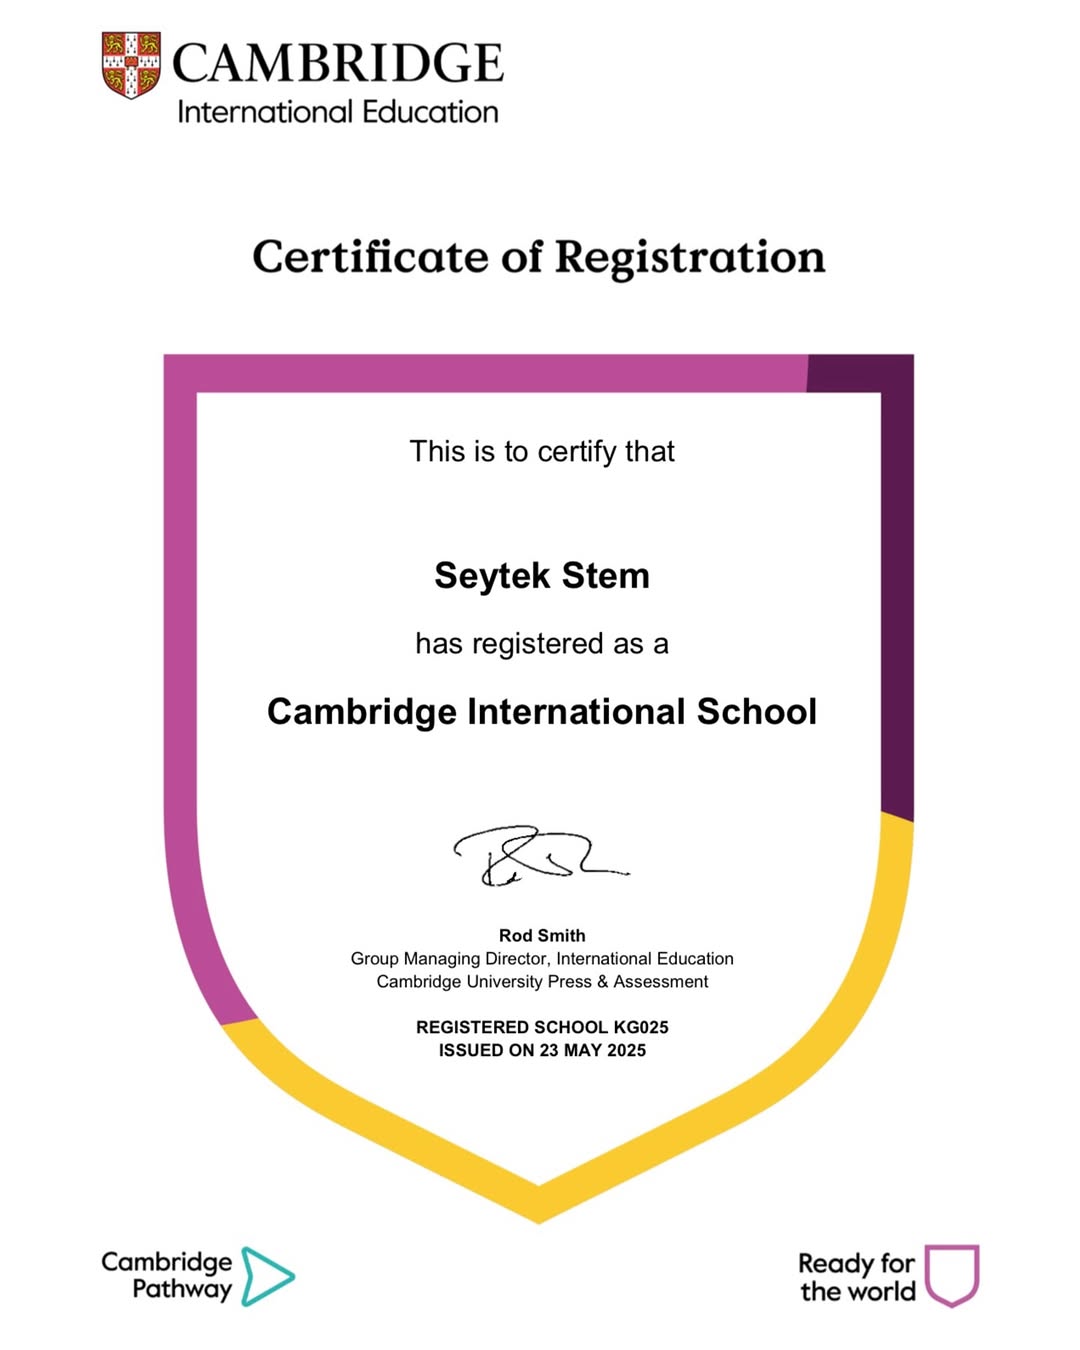 CAMBRIDGE
International Education
Certificate of Registration
This is to certify that
Seytek Stem
has registered as a
Cambridge International School
Rod Smith
Group Managing Director, International Education
Cambridge University Press & Assessment
REGISTERED SCHOOL KG025
ISSUED ON 23 MAY 2025
Cambridge
Pathway
Ready for
the world